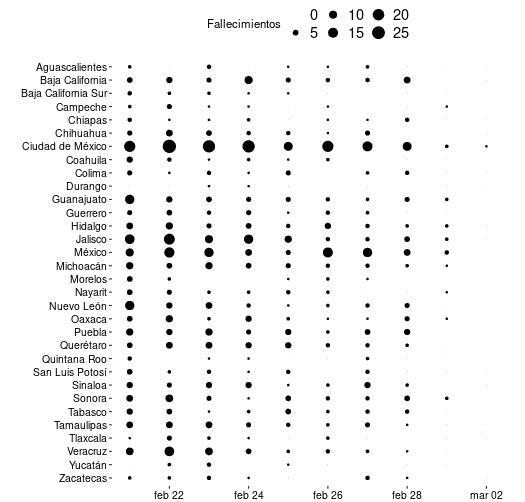 Fallecimientos
0 10 20
5 15 25
Aguascalientes
Baja California
Baja California Sur
Campeche
Chiapas
Chihuahua
Ciudad de México
Coahuila
Colima
Durango
Guanajuato
Guerrero
Hidalgo
Jalisco
México
Michoacán
Morelos
Nayarit
Nuevo León
Oaxaca
Puebla
Querétaro
Quintana Roo
San Luis Potosí
Sinaloa
Sonora
Tabasco
Tamaulipas
Tlaxcala
Veracruz
Yucatán
Zacatecas
feb 22 feb 24 feb 26 feb 28 mar 02